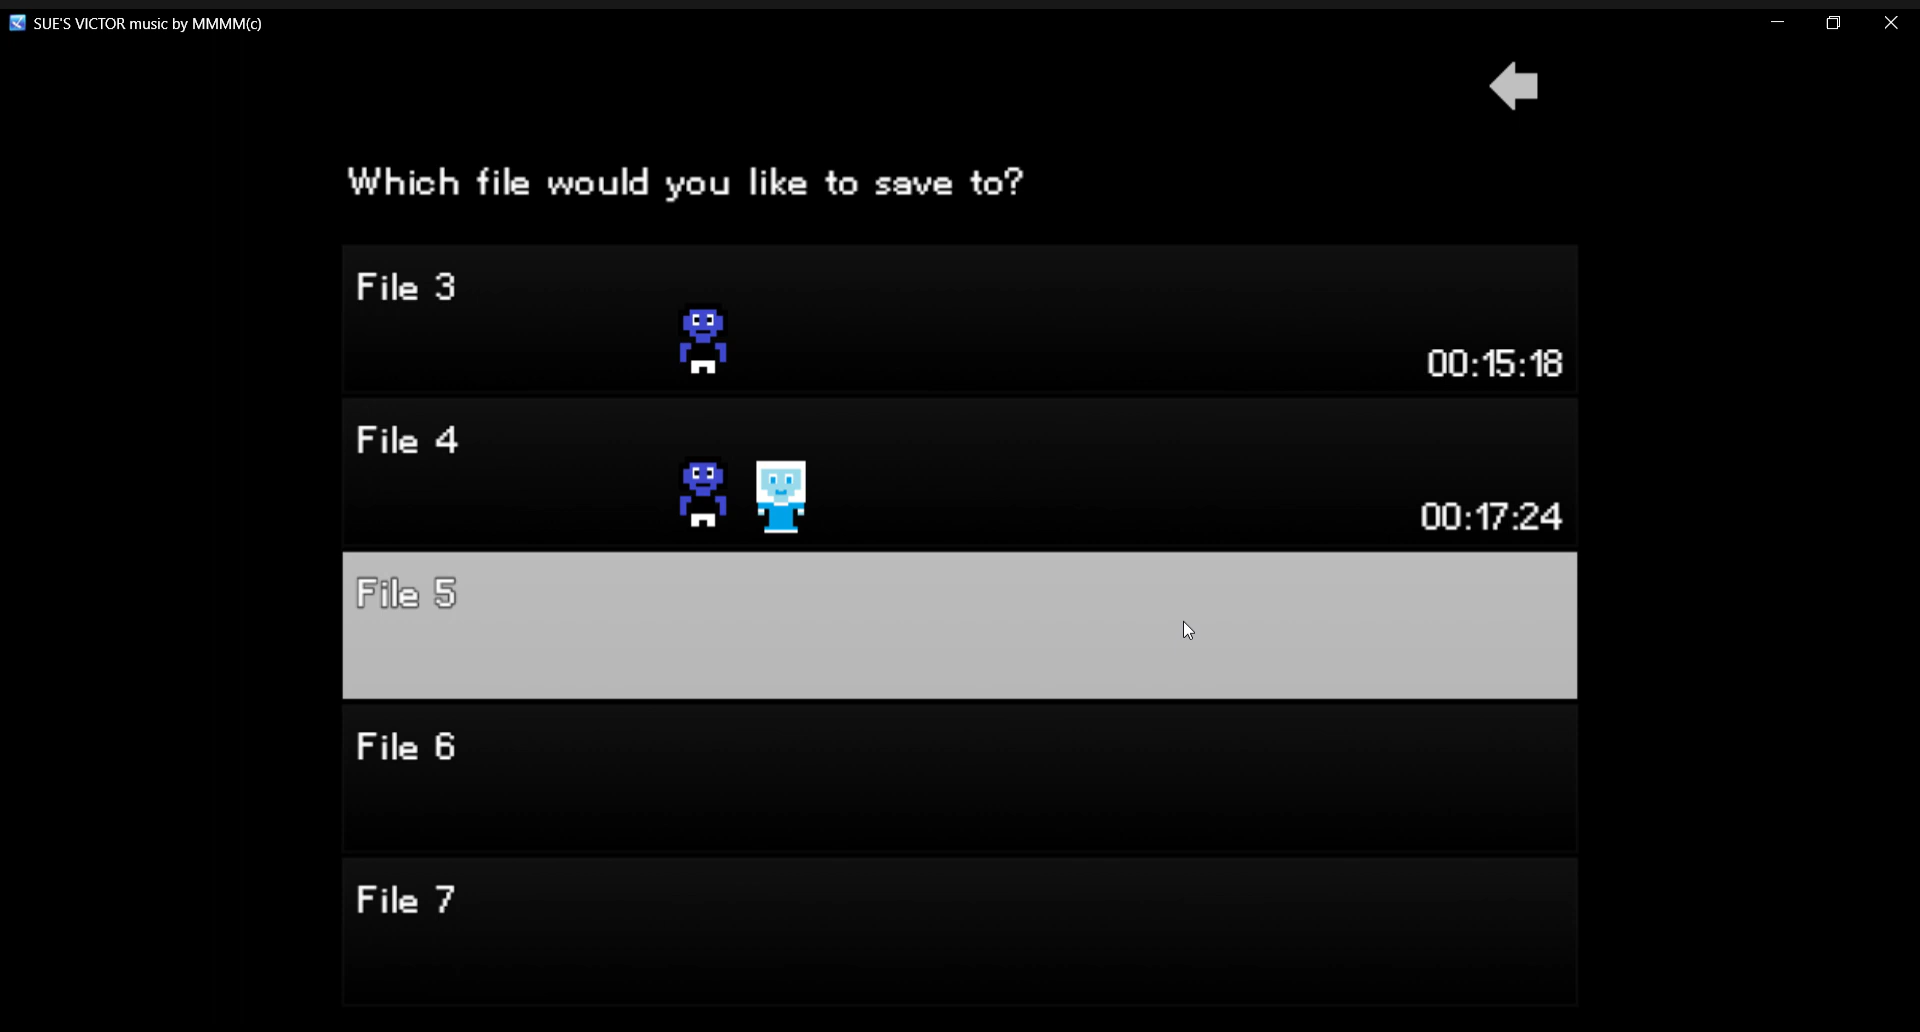 SUE'S VICTOR music by MMMM(c)
Which file would you like to save to?
File 3
00:15:18
File 4
00:17:24
File 5
File 6
File 7